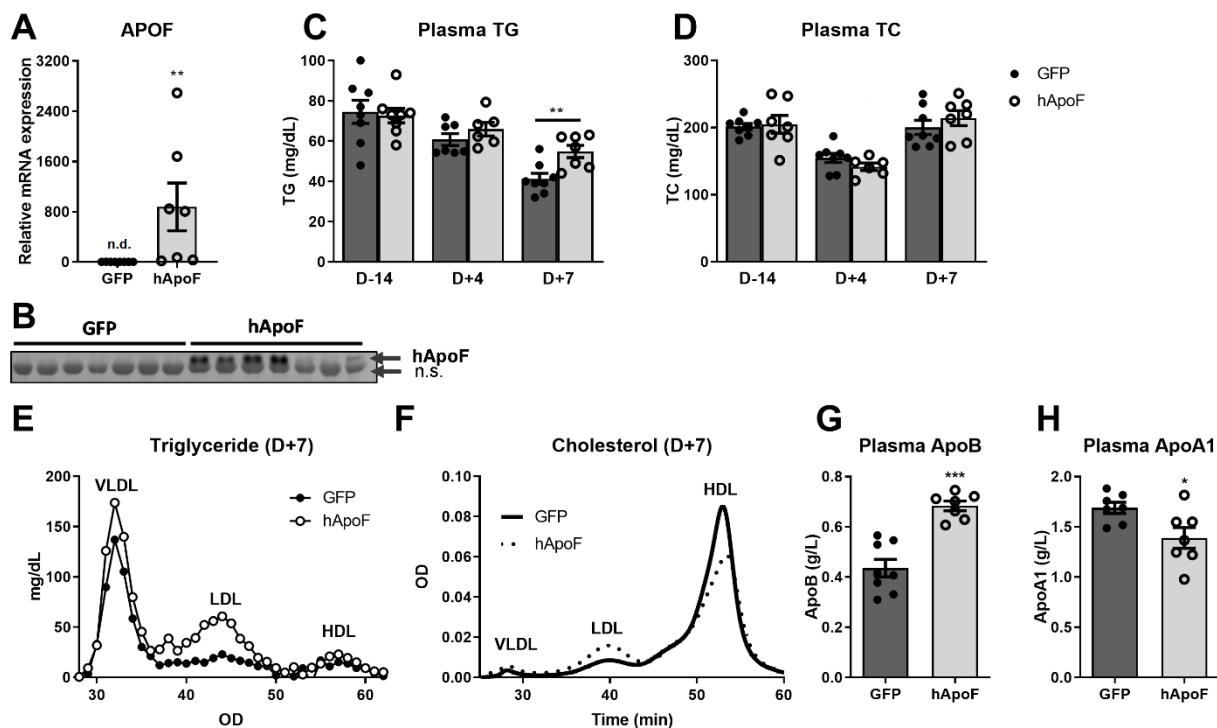 A
APOF
Relative mRNA expression
3200
2400
1600
800
0
n.d.
**
GFP
hApoF
B
GFP
hApoF
hApoF
n.s.
C
Plasma TG
TG (mg/dL)
100
80
60
40
20
0
**
D-14
D+4
D+7
D
Plasma TC
TC (mg/dL)
300
200
100
0
D-14
D+4
D+7
GFP
hApoF
E
Triglyceride (D+7)
mg/dL
200
150
100
50
0
VLDL
LDL
HDL
GFP
hApoF
30
40
50
60
OD
F
Cholesterol (D+7)
OD
0.10
0.08
0.06
0.04
0.02
0.00
GFP
hApoF
VLDL
LDL
HDL
30
40
50
60
Time (min)
G
Plasma ApoB
ApoB (g/L)
0.8
0.6
0.4
0.2
0.0
***
GFP
hApoF
H
Plasma ApoA1
ApoA1 (g/L)
2.0
1.5
1.0
0.5
0.0
*
GFP
hApoF